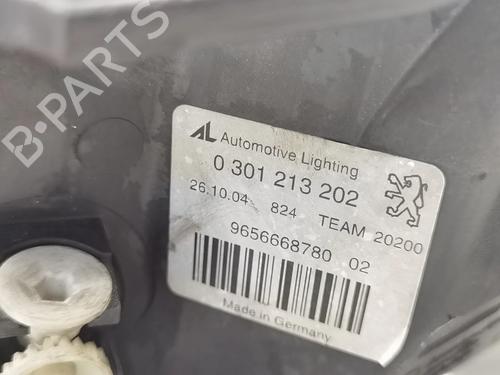 B-PARTS
AL Automotive Lighting
0 301 213 202
26.10.04 824 TEAM 20200
9656668780 02
Made in Germany